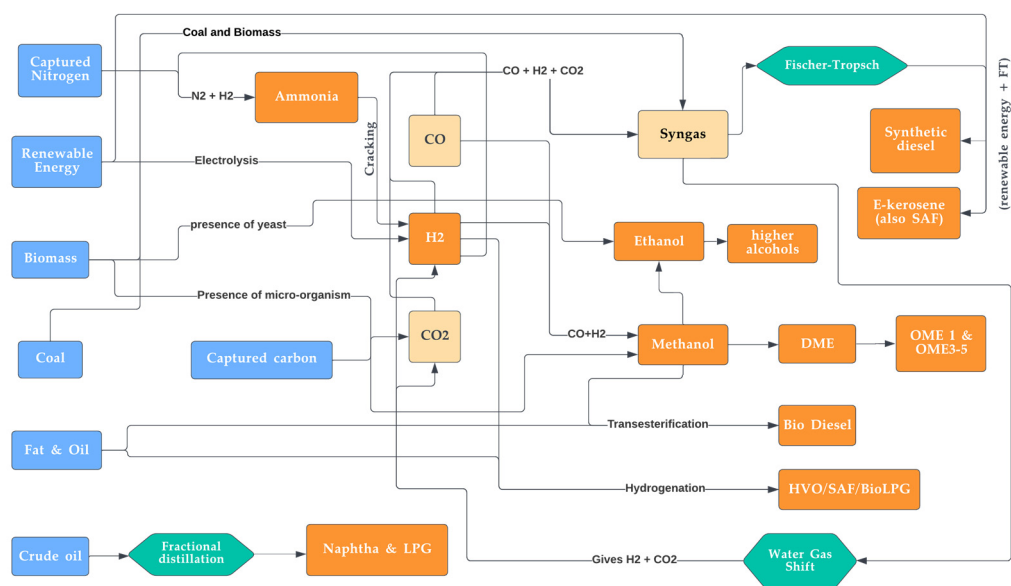 Coal and Biomass
Captured
Nitrogen
CO + H2 + CO2
Fischer-Tropsch
(renewable energy + FT)
N2 + H2
Ammonia
Cracking
CO
Syngas
Synthetic
diesel
Renewable
Energy
Electrolysis
E-kerosene
(also SAF)
presence of yeast
H2
Ethanol
higher
alcohols
Biomass
Presence of micro-organism
CO2
CO+H2
Methanol
DME
OME 1 &
OME3-5
Coal
Captured carbon
Transesterification
Bio Diesel
Fat & Oil
Hydrogenation
HVO/SAF/BioLPG
Crude oil
Fractional
distillation
Naphtha & LPG
Gives H2 + CO2
Water Gas
Shift